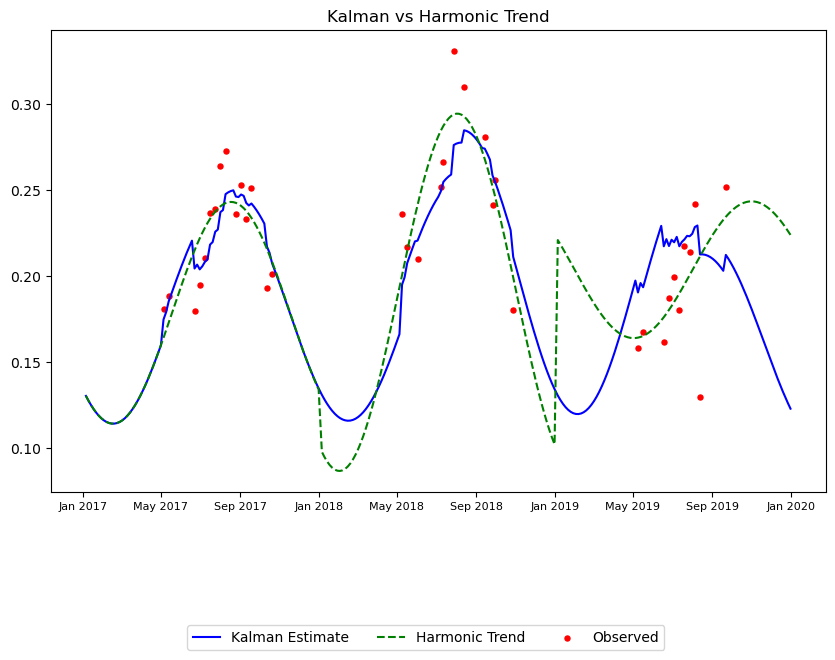 Kalman vs Harmonic Trend
0.30
0.25
0.20
0.15
0.10
Jan 2017 May 2017 Sep 2017 Jan 2018 May 2018 Sep 2018 Jan 2019 May 2019 Sep 2019 Jan 2020
Kalman Estimate Harmonic Trend Observed